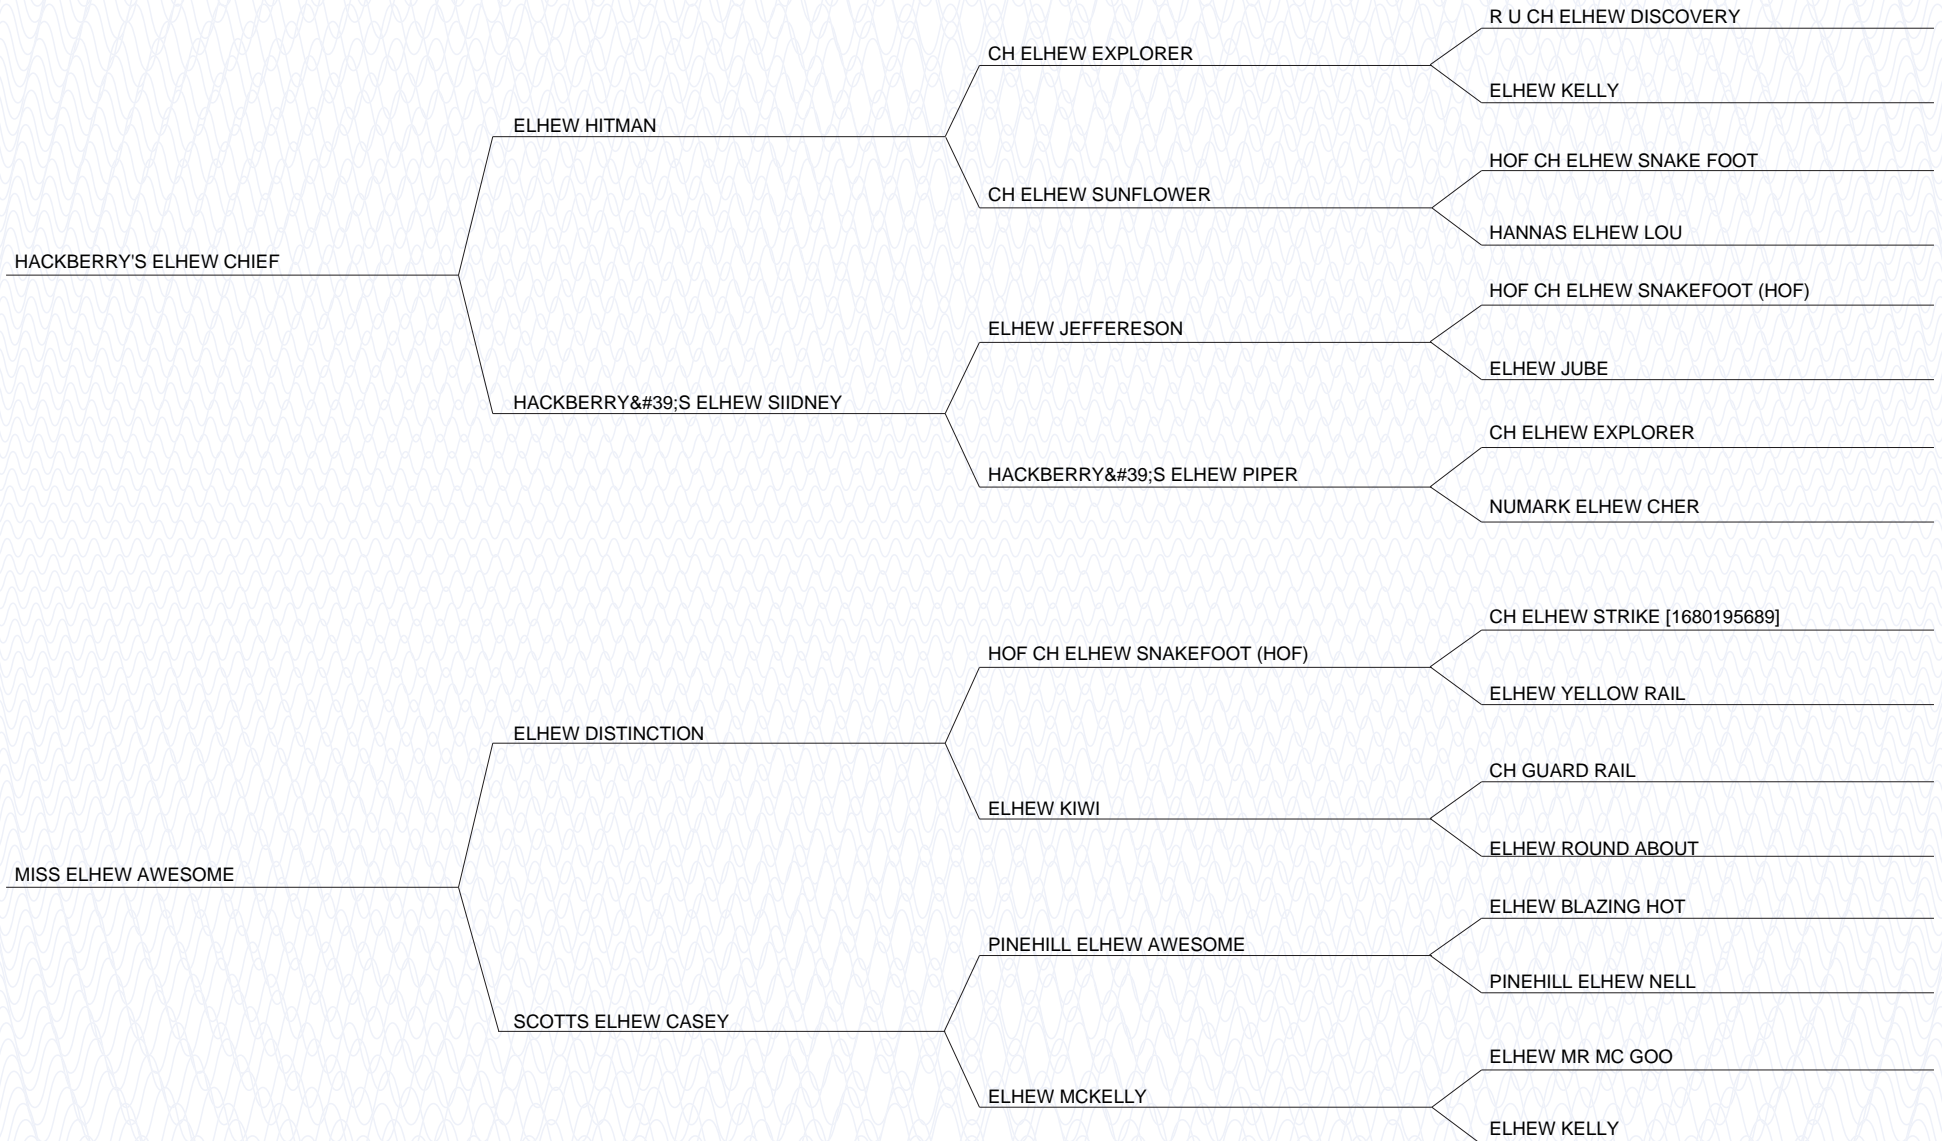 R U CH ELHEW DISCOVERY
CH ELHEW EXPLORER
ELHEW KELLY
ELHEW HITMAN
HOF CH ELHEW SNAKE FOOT
CH ELHEW SUNFLOWER
HANNAS ELHEW LOU
HACKBERRY'S ELHEW CHIEF
HOF CH ELHEW SNAKEFOOT (HOF)
ELHEW JEFFERESON
ELHEW JUBE
HACKBERRY&#39;S ELHEW SIIDNEY
CH ELHEW EXPLORER
HACKBERRY&#39;S ELHEW PIPER
NUMARK ELHEW CHER
CH ELHEW STRIKE [1680195689]
HOF CH ELHEW SNAKEFOOT (HOF)
ELHEW YELLOW RAIL
ELHEW DISTINCTION
CH GUARD RAIL
ELHEW KIWI
ELHEW ROUND ABOUT
MISS ELHEW AWESOME
ELHEW BLAZING HOT
PINEHILL ELHEW AWESOME
PINEHILL ELHEW NELL
SCOTTS ELHEW CASEY
ELHEW MR MC GOO
ELHEW MCKELLY
ELHEW KELLY